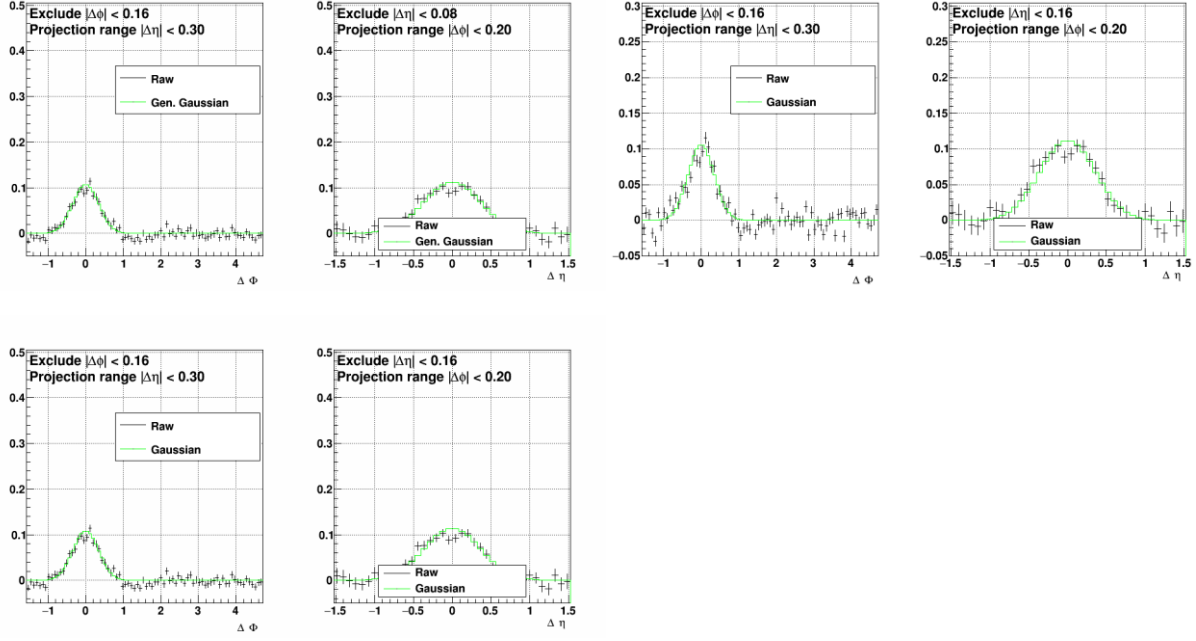 Exclude |Δϕ| < 0.16
Projection range |Δη| < 0.30
0.5
0.4
0.3
0.2
0.1
0
Raw
Gen. Gaussian
−1 0 1 2 3 4
Δ Φ
Exclude |Δη| < 0.08
Projection range |Δϕ| < 0.20
0.5
0.4
0.3
0.2
0.1
0
Raw
Gen. Gaussian
−1.5 −1 −0.5 0 0.5 1 1.5
Δ η
Exclude |Δϕ| < 0.16
Projection range |Δη| < 0.30
0.3
0.25
0.2
0.15
0.1
0.05
0
−0.05
Raw
Gaussian
−1 0 1 2 3 4
Δ Φ
Exclude |Δη| < 0.16
Projection range |Δϕ| < 0.20
0.3
0.25
0.2
0.15
0.1
0.05
0
−0.05
Raw
Gaussian
−1.5 −1 −0.5 0 0.5 1 1.5
Δ η
Exclude |Δϕ| < 0.16
Projection range |Δη| < 0.30
0.5
0.4
0.3
0.2
0.1
0
Raw
Gaussian
−1 0 1 2 3 4
Δ Φ
Exclude |Δη| < 0.16
Projection range |Δϕ| < 0.20
0.5
0.4
0.3
0.2
0.1
0
Raw
Gaussian
−1.5 −1 −0.5 0 0.5 1 1.5
Δ η